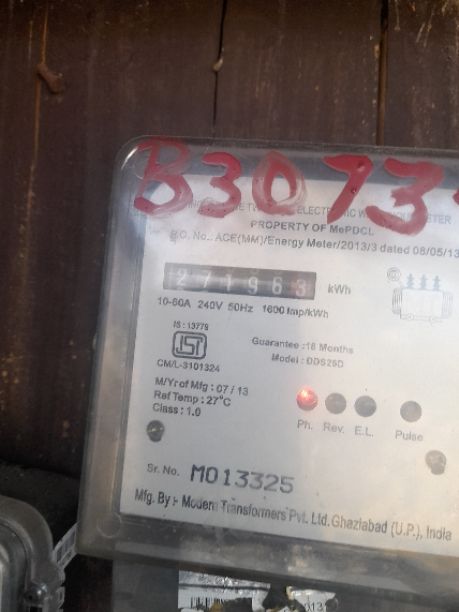 B3073
PROPERTY OF MePDCL
P.O. No.. ACE(MM)/Energy Meter/2013/3 dated 08/05/13
271963 kWh
10-60A 240V 50Hz 1600 Imp/kWh
IS : 13779
ISI
CM/L-3101324
Guarantee :18 Months
Model : DDS26D
M/Yr of Mfg : 07 / 13
Ref Temp : 27°C
Class : 1.0
Ph. Rev. E.L. Pulse
Sr. No. M013325
Mfg. By :- Modern Transformers Pvt. Ltd. Ghaziabad (U.P.), India